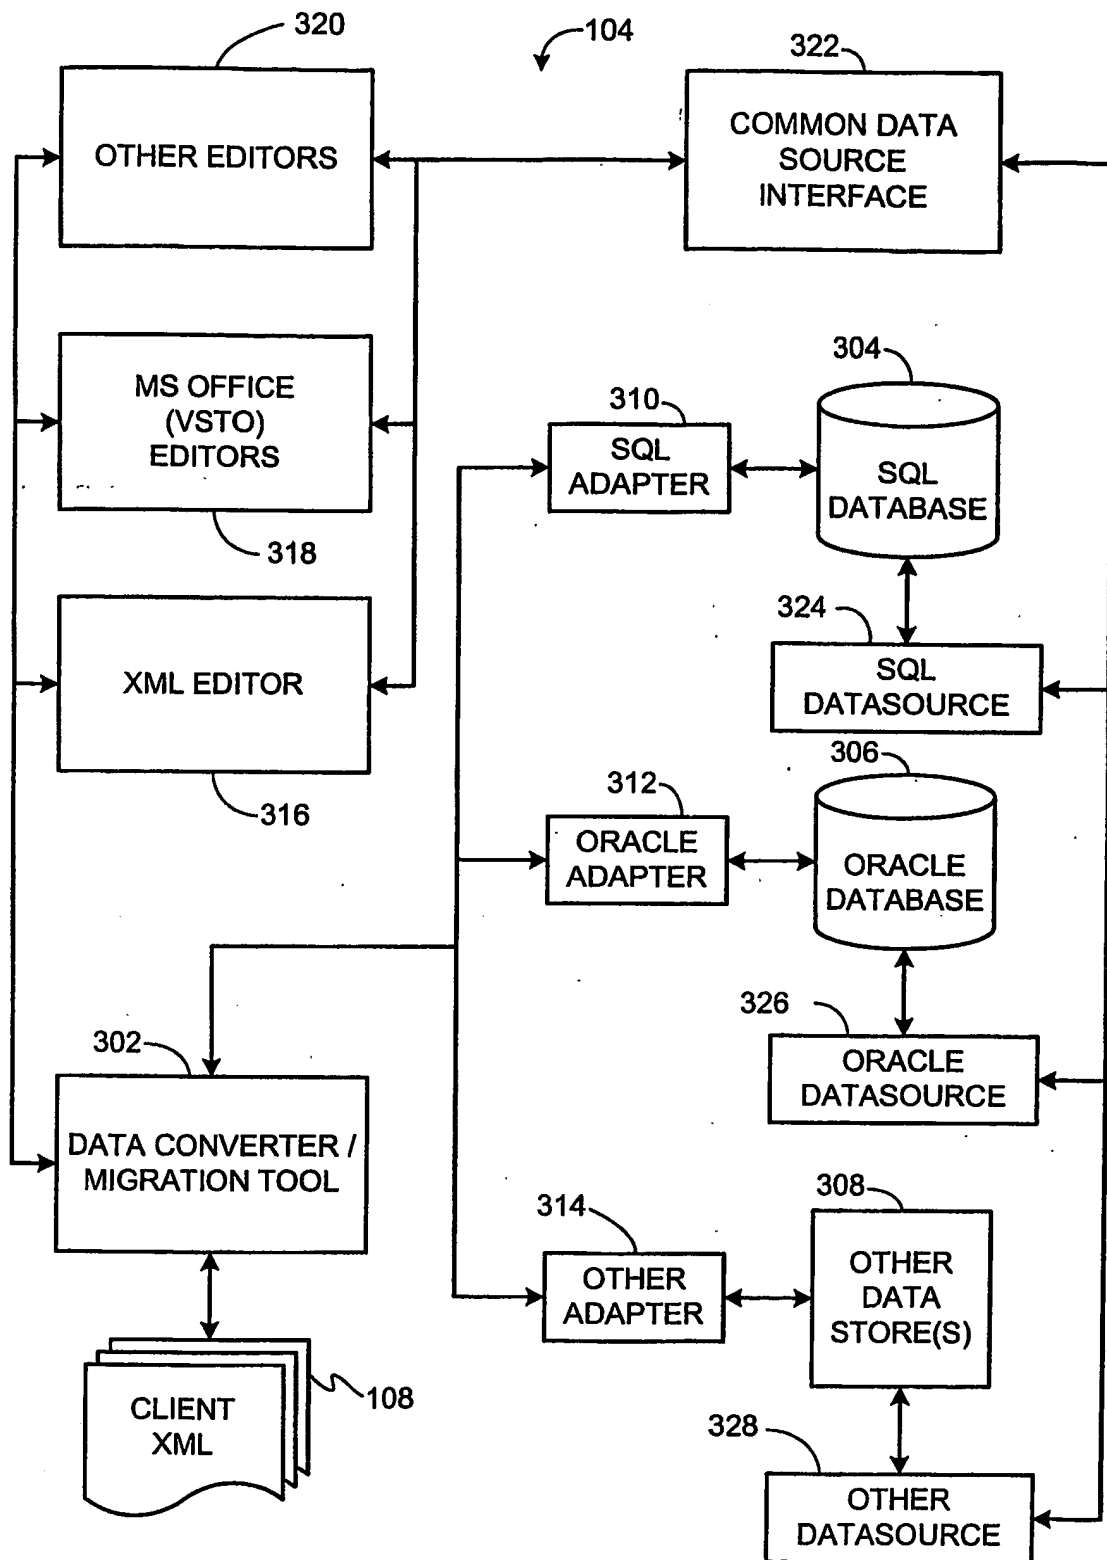 320
104
322
OTHER EDITORS
COMMON DATA
SOURCE
INTERFACE
MS OFFICE
(VSTO)
EDITORS
318
310
SQL
ADAPTER
304
SQL
DATABASE
324
SQL
DATASOURCE
XML EDITOR
316
312
ORACLE
ADAPTER
306
ORACLE
DATABASE
326
ORACLE
DATASOURCE
302
DATA CONVERTER /
MIGRATION TOOL
314
OTHER
ADAPTER
308
OTHER
DATA
STORE(S)
CLIENT
XML
108
328
OTHER
DATASOURCE